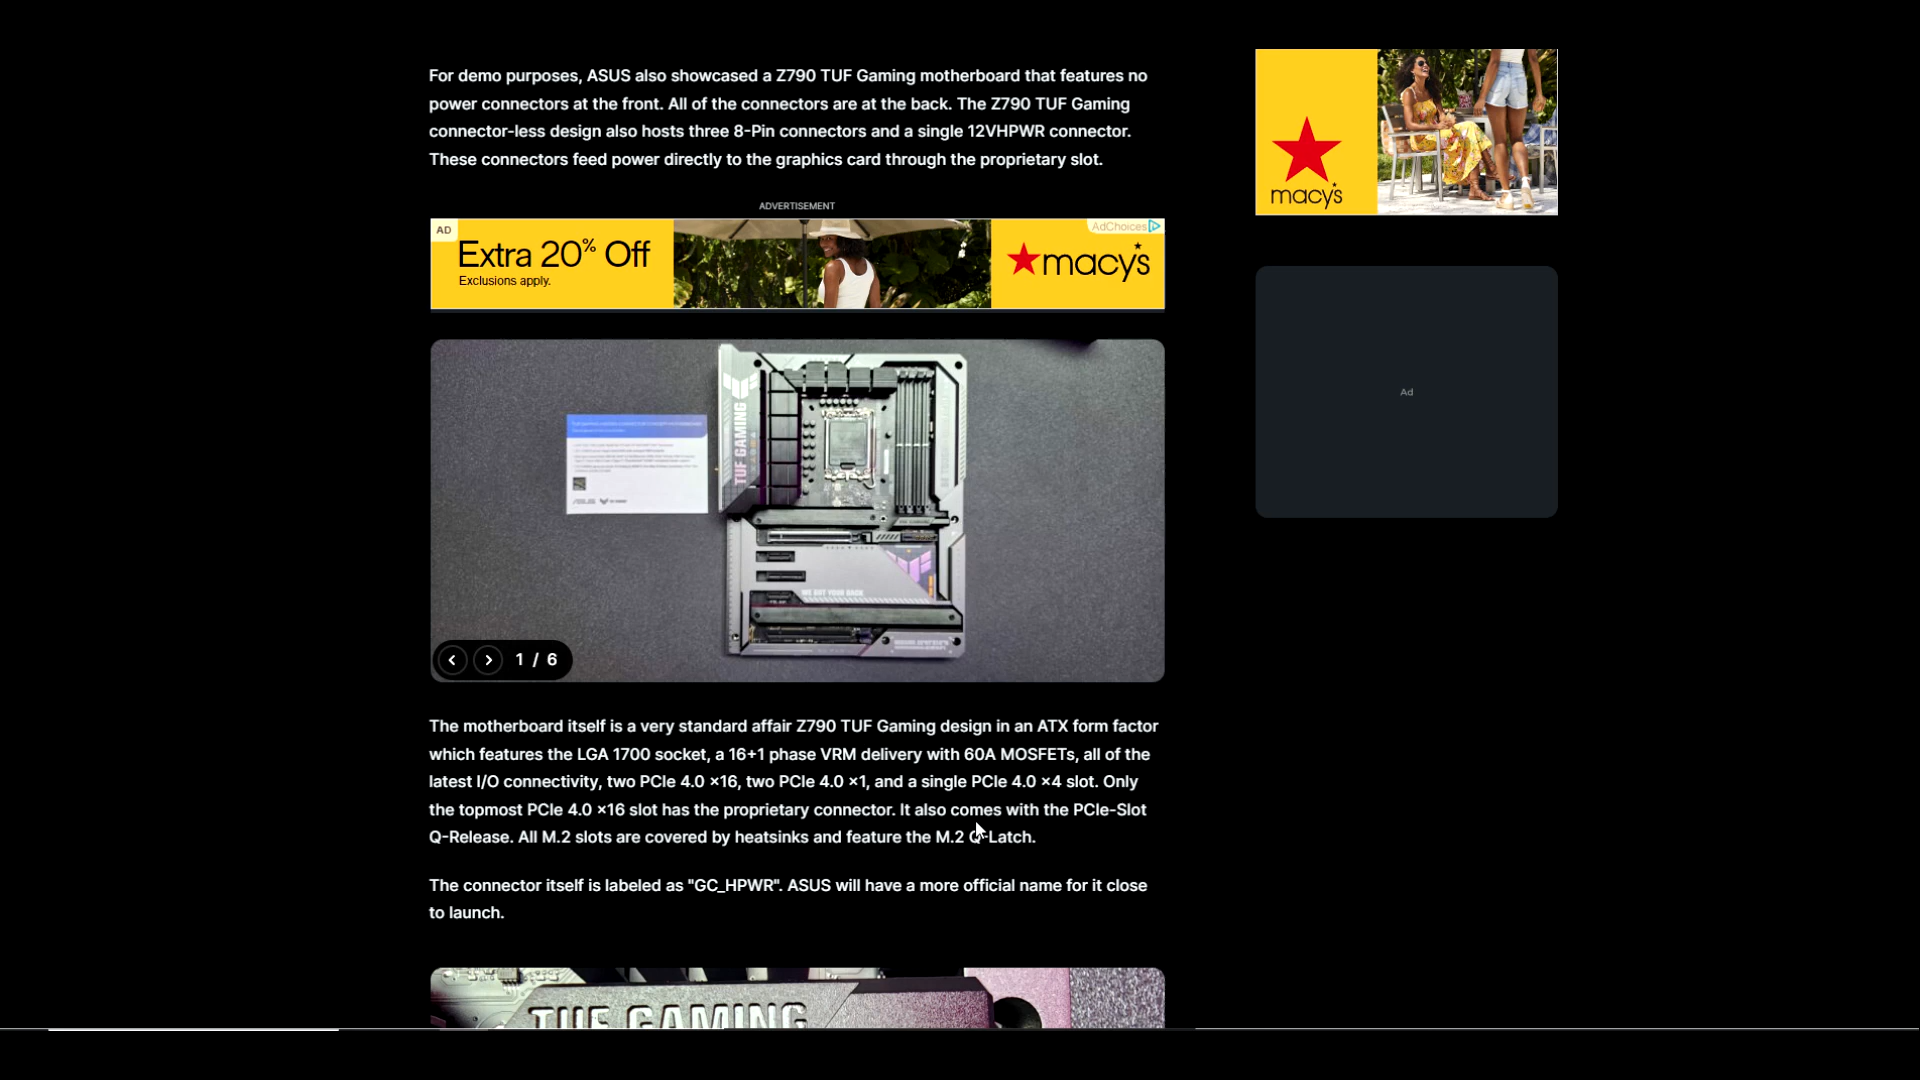 For demo purposes, ASUS also showcased a Z790 TUF Gaming motherboard that features no
power connectors at the front. All of the connectors are at the back. The Z790 TUF Gaming
connector-less design also hosts three 8-Pin connectors and a single 12VHPWR connector.
These connectors feed power directly to the graphics card through the proprietary slot.
macy's
ADVERTISEMENT
AD
Extra 20% Off
Exclusions apply.
AdChoices
macy's
Ad
TUF GAMING
WE GOT YOUR BACK
ASUS
1 / 6
The motherboard itself is a very standard affair Z790 TUF Gaming design in an ATX form factor
which features the LGA 1700 socket, a 16+1 phase VRM delivery with 60A MOSFETs, all of the
latest I/O connectivity, two PCIe 4.0 ×16, two PCIe 4.0 ×1, and a single PCIe 4.0 ×4 slot. Only
the topmost PCIe 4.0 ×16 slot has the proprietary connector. It also comes with the PCIe-Slot
Q-Release. All M.2 slots are covered by heatsinks and feature the M.2 Q-Latch.
The connector itself is labeled as "GC_HPWR". ASUS will have a more official name for it close
to launch.
TUF GAMING